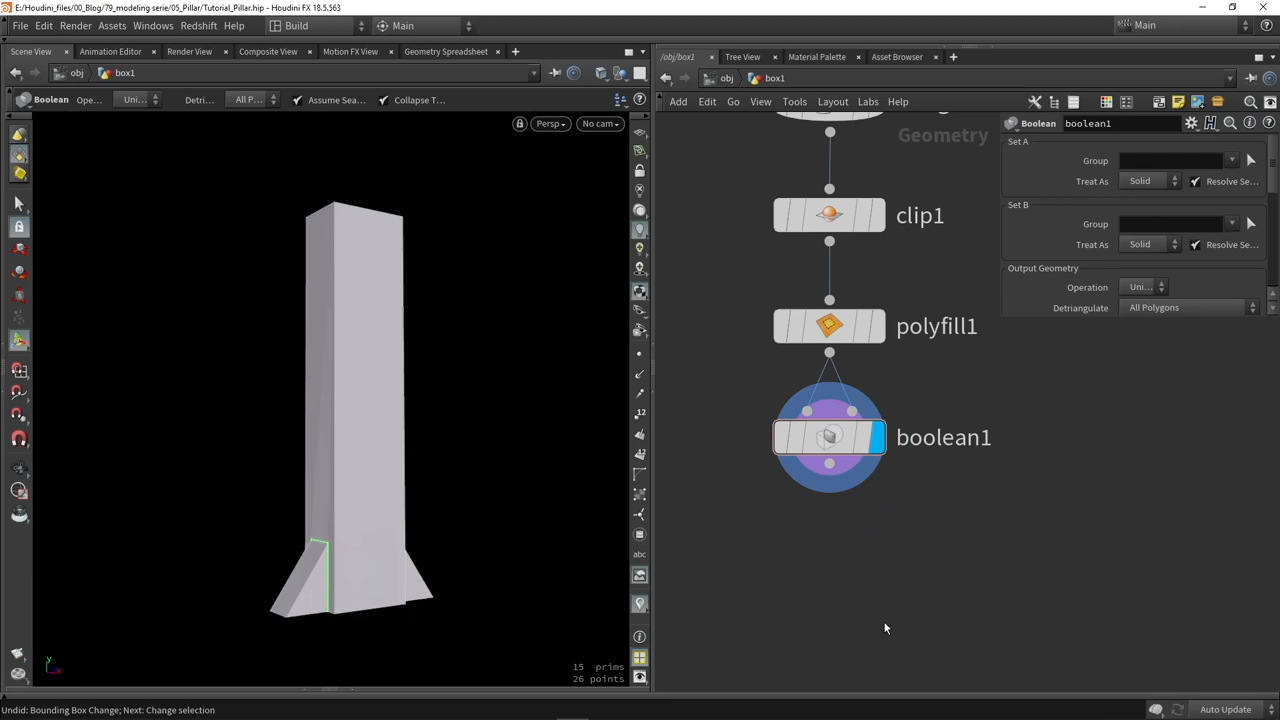 E:/Houdini_files/00_Blog/79_modeling serie/05_Pillar/Tutorial_Pillar.hip - Houdini FX 18.5.563
File Edit Render Assets Windows Redshift Help Build Main Main
Scene View Animation Editor Render View Composite View Motion FX View Geometry Spreadsheet
/obj/box1 Tree View Material Palette Asset Browser
obj box1
obj box1
Boolean Ope... Uni... Detri... All P... Assume Sea... Collapse T...
Add Edit Go View Tools Layout Labs Help
Persp No cam
Geometry
Boolean boolean1
Set A
Group
Treat As Solid Resolve Se...
Set B
Group
Treat As Solid Resolve Se...
Output Geometry
Operation Uni...
Detriangulate All Polygons
clip1
polyfill1
boolean1
12
12
abc
y
15 prims
26 points
Undid: Bounding Box Change; Next: Change selection
Auto Update